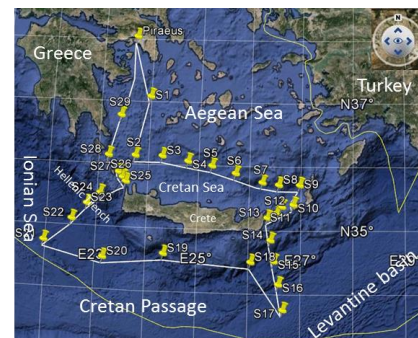 Piraeus
N
Greece
Turkey
S1
S29
N37°
Aegean Sea
S28
S2
S3
S4
S5
S6
S7
S8
S9
S27
S26
S25
Cretan Sea
S24
S23
Hellenic Trench
Ionian Sea
S22
S10
S12
S11
S13
Crete
S14
N35°
S20
S19
E25°
S18
E27°
S15
S16
S17
Cretan Passage
Levantine basin